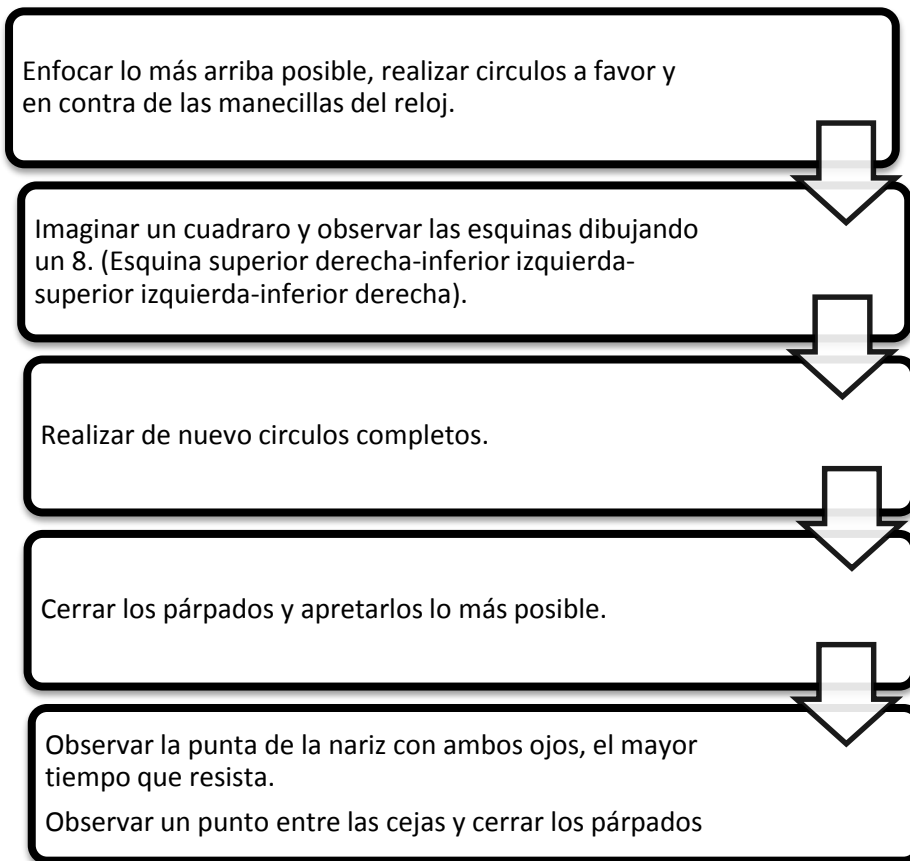 Enfocar lo más arriba posible, realizar circulos a favor y
en contra de las manecillas del reloj.
Imaginar un cuadraro y observar las esquinas dibujando
un 8. (Esquina superior derecha-inferior izquierda-
superior izquierda-inferior derecha).
Realizar de nuevo circulos completos.
Cerrar los párpados y apretarlos lo más posible.
Observar la punta de la nariz con ambos ojos, el mayor
tiempo que resista.
Observar un punto entre las cejas y cerrar los párpados